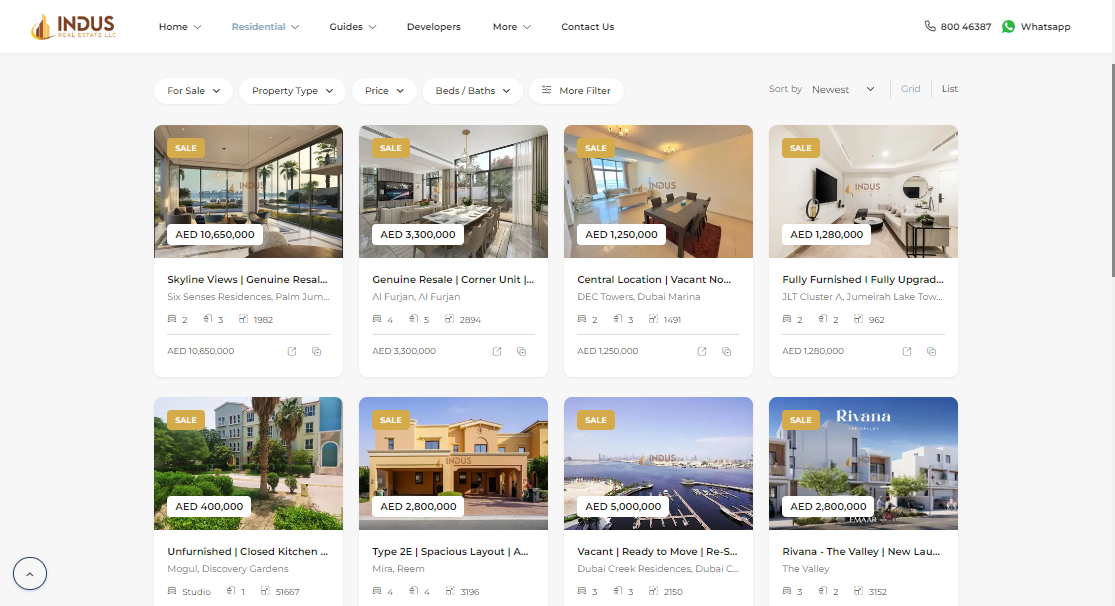 INDUS
REAL ESTATE LLC
Home
Residential
Guides
Developers
More
Contact Us
800 46387
Whatsapp
For Sale
Property Type
Price
Beds / Baths
More Filter
Sort by
Newest
Grid
List
SALE
INDUS
AED 10,650,000
Skyline Views | Genuine Resal...
Six Senses Residences, Palm Jum...
2
3
1982
AED 10,650,000
SALE
INDUS
AED 3,300,000
Genuine Resale | Corner Unit |...
Al Furjan, Al Furjan
4
5
2894
AED 3,300,000
SALE
INDUS
AED 1,250,000
Central Location | Vacant No...
DEC Towers, Dubai Marina
2
3
1491
AED 1,250,000
SALE
INDUS
AED 1,280,000
Fully Furnished I Fully Upgrad...
JLT Cluster A, Jumeirah Lake Tow...
2
2
962
AED 1,280,000
SALE
AED 400,000
Unfurnished | Closed Kitchen ...
Mogul, Discovery Gardens
Studio
1
51667
SALE
INDUS
AED 2,800,000
Type 2E | Spacious Layout | A...
Mira, Reem
4
4
3196
SALE
INDUS
AED 5,000,000
Vacant | Ready to Move | Re-S...
Dubai Creek Residences, Dubai C...
3
3
2150
SALE
Rivana
THE VALLEY
AED 2,800,000
EMAAR
Rivana - The Valley | New Lau...
The Valley
3
2
3152